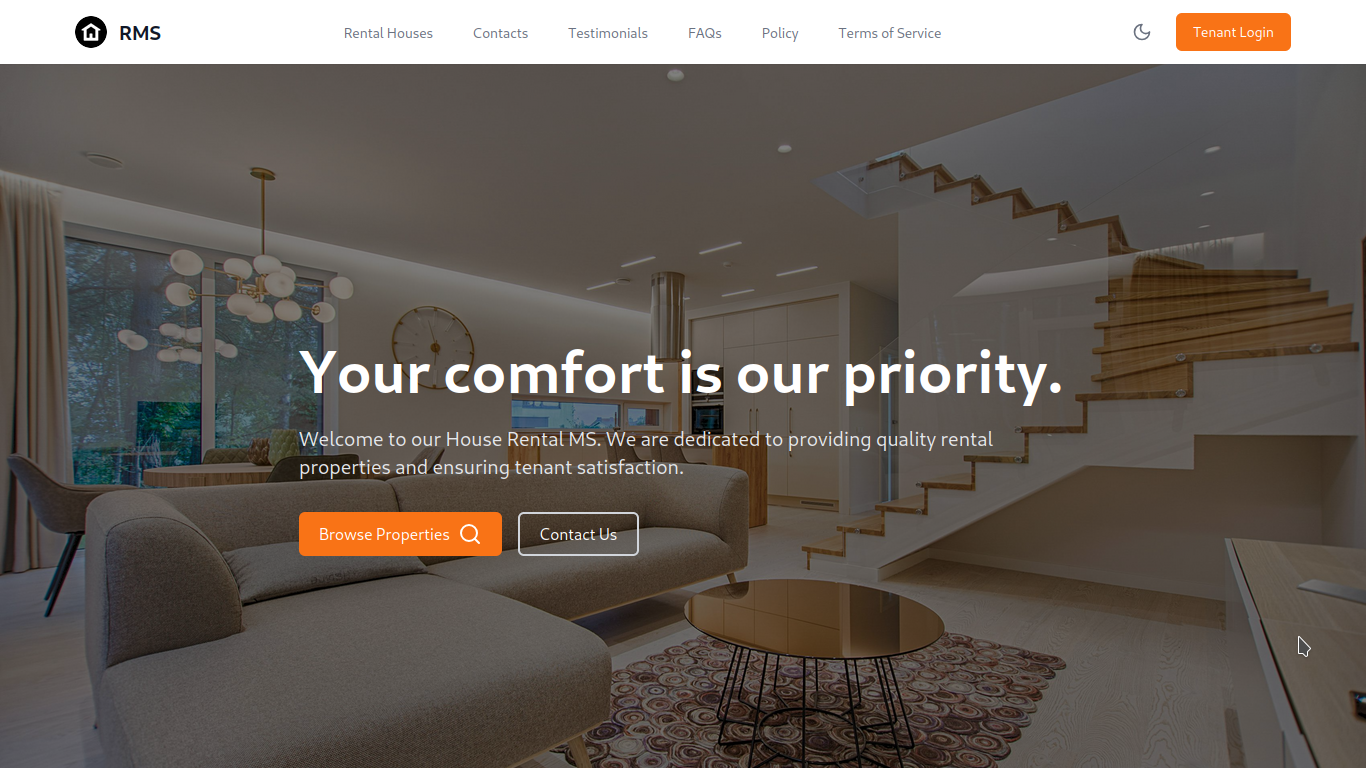 RMS
Rental Houses
Contacts
Testimonials
FAQs
Policy
Terms of Service
Tenant Login
Your comfort is our priority.
Welcome to our House Rental MS. We are dedicated to providing quality rental
properties and ensuring tenant satisfaction.
Browse Properties
Contact Us